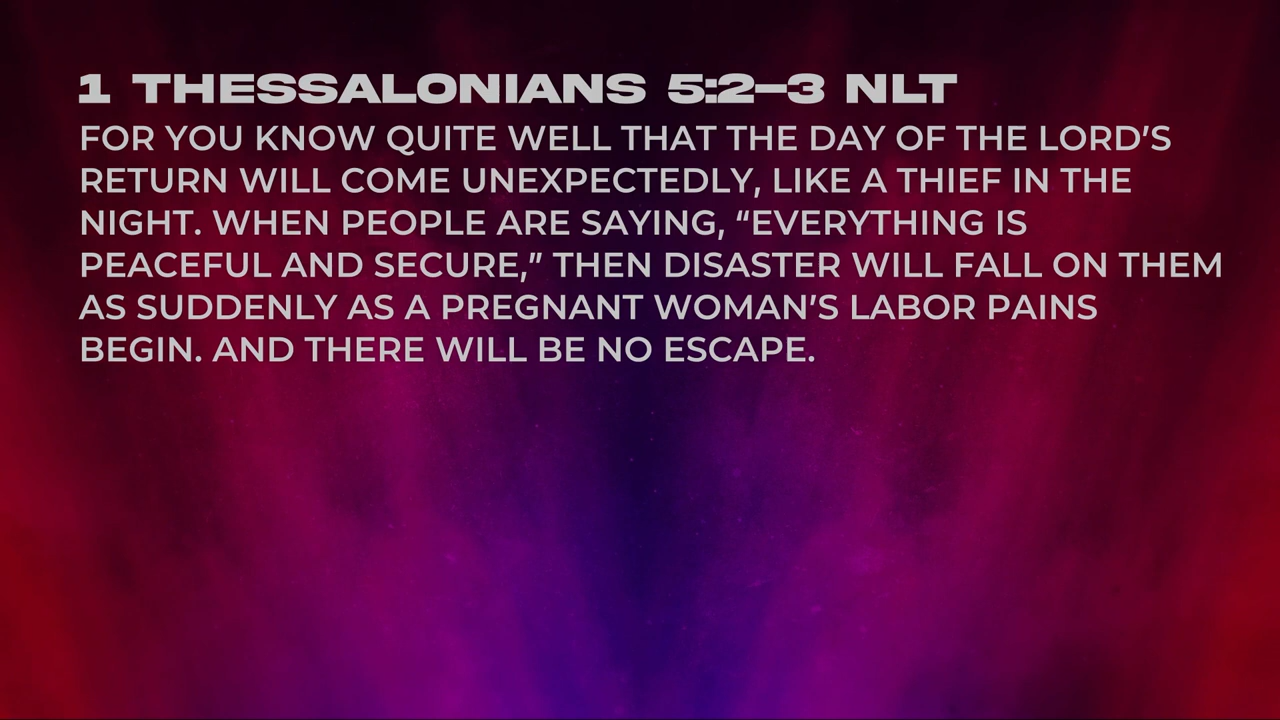 1 THESSALONIANS 5:2–3 NLT
FOR YOU KNOW QUITE WELL THAT THE DAY OF THE LORD’S
RETURN WILL COME UNEXPECTEDLY, LIKE A THIEF IN THE
NIGHT. WHEN PEOPLE ARE SAYING, “EVERYTHING IS
PEACEFUL AND SECURE,” THEN DISASTER WILL FALL ON THEM
AS SUDDENLY AS A PREGNANT WOMAN’S LABOR PAINS
BEGIN. AND THERE WILL BE NO ESCAPE.